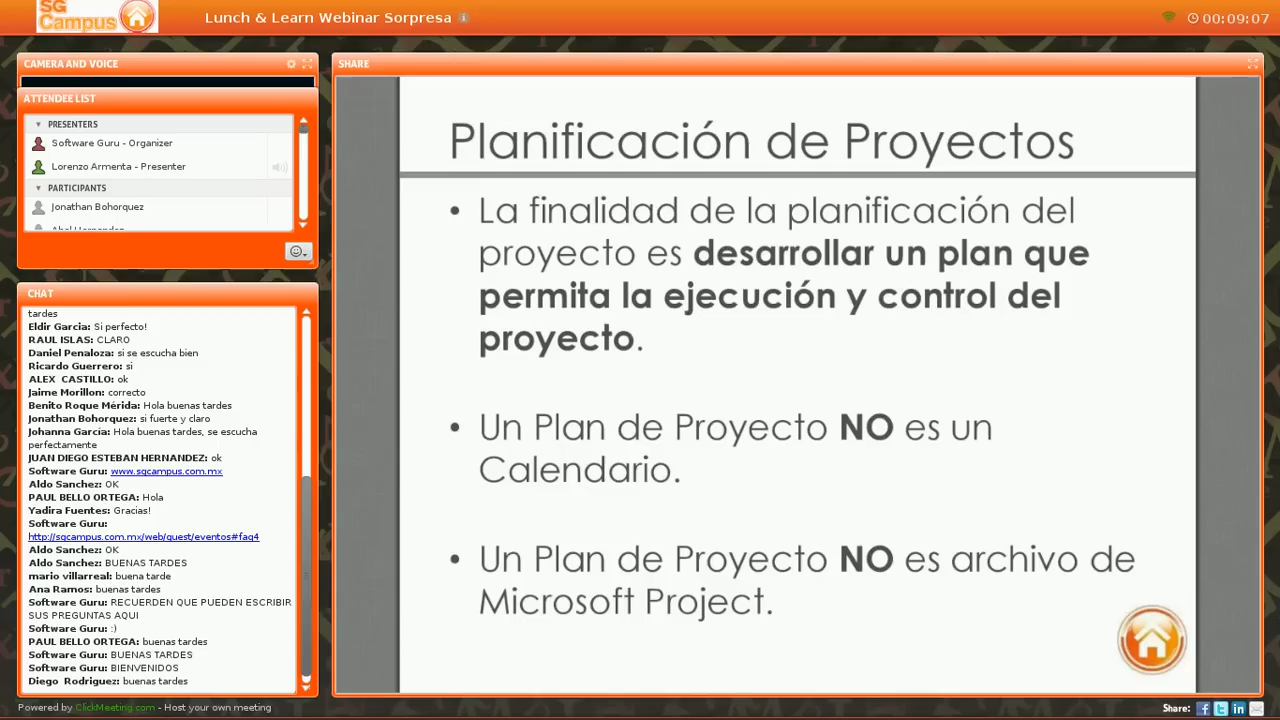 SG
Campus
Lunch & Learn Webinar Sorpresa
00:09:07
CAMERA AND VOICE
ATTENDEE LIST
PRESENTERS
Software Guru - Organizer
Lorenzo Armenta - Presenter
PARTICIPANTS
Jonathan Bohorquez
CHAT
tardes
Eldir Garcia: Si perfecto!
RAUL ISLAS: CLARO
Daniel Penaloza: si se escucha bien
Ricardo Guerrero: si
ALEX CASTILLO: ok
Jaime Morillon: correcto
Benito Roque Mérida: Hola buenas tardes
Jonathan Bohorquez: si fuerte y claro
Johanna García: Hola buenas tardes, se escucha
perfectamente
JUAN DIEGO ESTEBAN HERNANDEZ: ok
Software Guru: www.sgcampus.com.mx
Aldo Sanchez: OK
PAUL BELLO ORTEGA: Hola
Yadira Fuentes: Gracias!
Software Guru:
http://sgcampus.com.mx/web/guest/eventos#faq4
Aldo Sanchez: OK
Aldo Sanchez: BUENAS TARDES
mario villarreal: buena tarde
Ana Ramos: buenas tardes
Software Guru: RECUERDEN QUE PUEDEN ESCRIBIR
SUS PREGUNTAS AQUI
Software Guru: :)
PAUL BELLO ORTEGA: buenas tardes
Software Guru: BUENAS TARDES
Software Guru: BIENVENIDOS
Diego Rodriguez: buenas tardes
SHARE
Planificación de Proyectos
• La finalidad de la planificación del
proyecto es desarrollar un plan que
permita la ejecución y control del
proyecto.
• Un Plan de Proyecto NO es un
Calendario.
• Un Plan de Proyecto NO es archivo de
Microsoft Project.
Powered by ClickMeeting.com - Host your own meeting
Share: